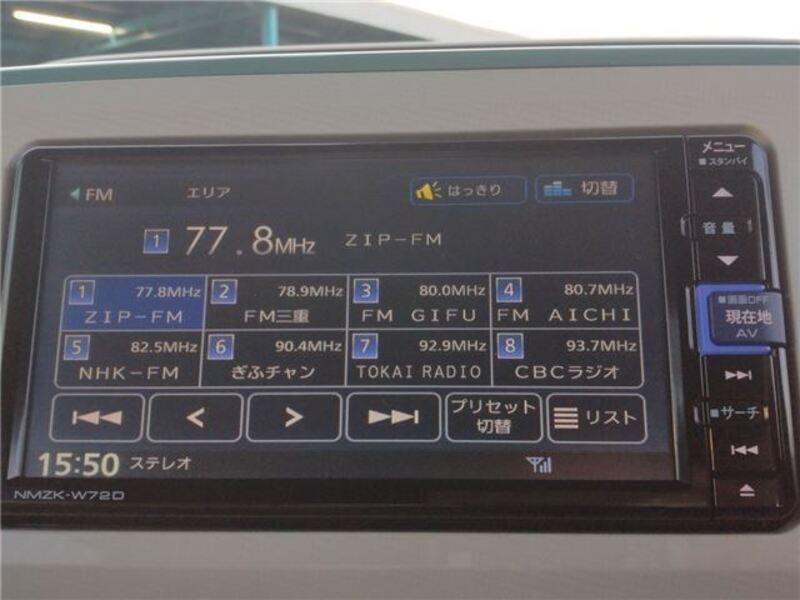 メニュー
■スタンバイ
FM エリア はっきり 切替
音量
1 77.8MHz ZIP-FM
1 77.8MHz 2 78.9MHz 3 80.0MHz 4 80.7MHz
ZIP-FM FM三重 FM GIFU FM AICHI
■画面OFF
現在地
AV
5 82.5MHz 6 90.4MHz 7 92.9MHz 8 93.7MHz
NHK-FM ぎふチャン TOKAI RADIO CBCラジオ
プリセット
切替
リスト
■サーチ
15:50 ステレオ
NMZK-W72D